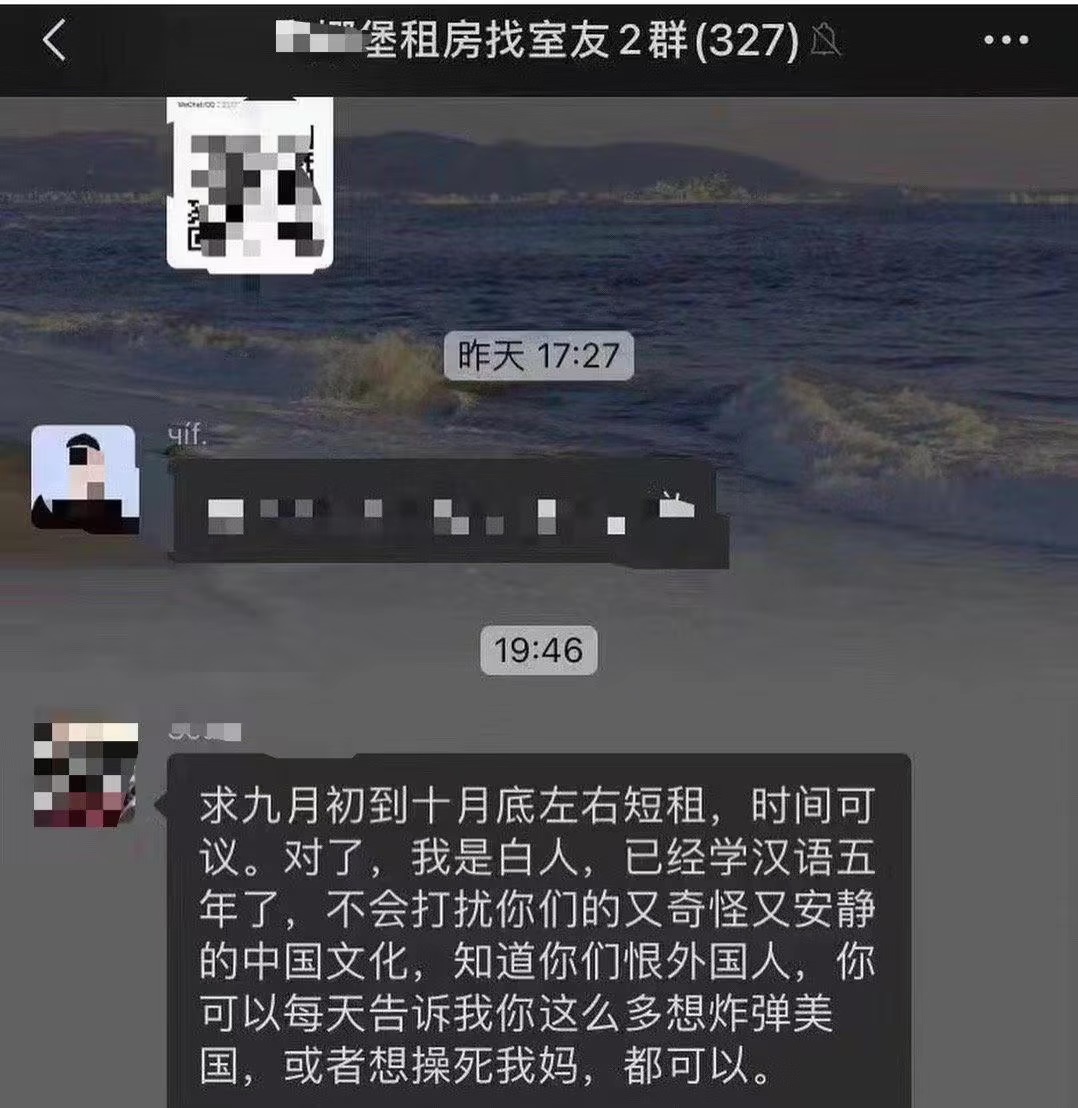 堡租房找室友2群(327)
昨天 17:27
чíf.
19:46
求九月初到十月底左右短租，时间可
议。对了，我是白人，已经学汉语五
年了，不会打扰你们的又奇怪又安静
的中国文化，知道你们恨外国人，你
可以每天告诉我你这么多想炸弹美
国，或者想操死我妈，都可以。